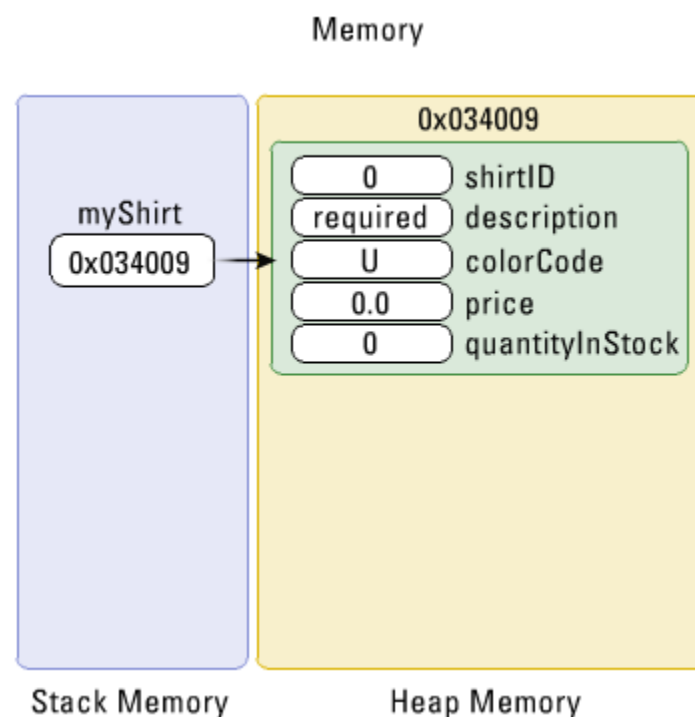 Memory
0x034009
0 shirtID
myShirt
required description
0x034009
U colorCode
0.0 price
0 quantityInStock
Stack Memory
Heap Memory